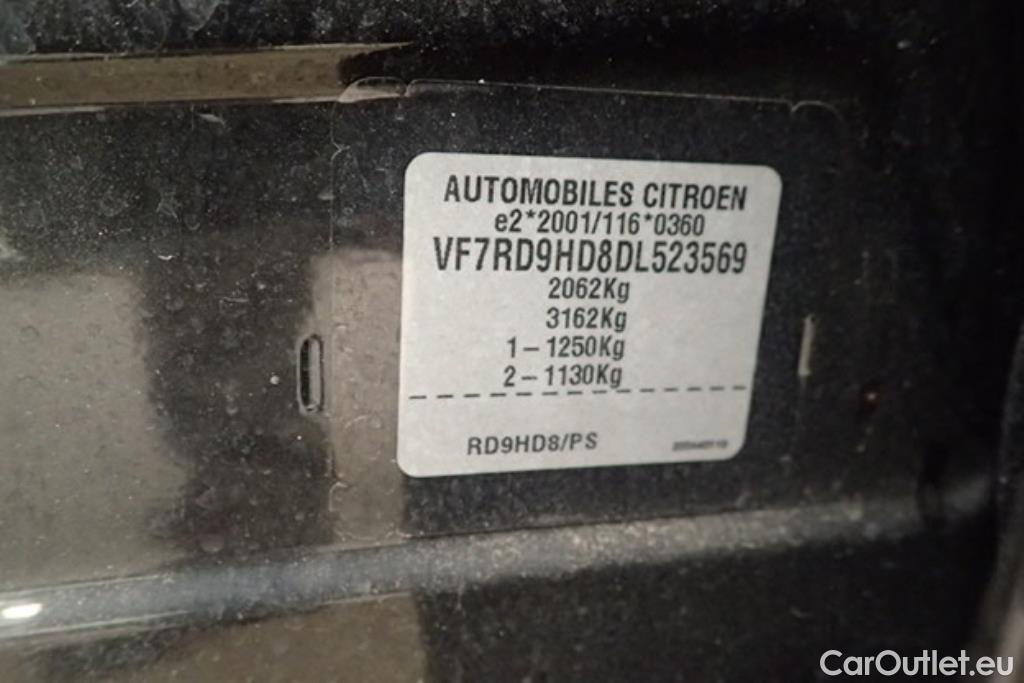 AUTOMOBILES CITROEN
e2*2001/116*0360
VF7RD9HD8DL523569
2062Kg
3162Kg
1-1250Kg
2-1130Kg
RD9HD8/PS
CarOutlet.eu